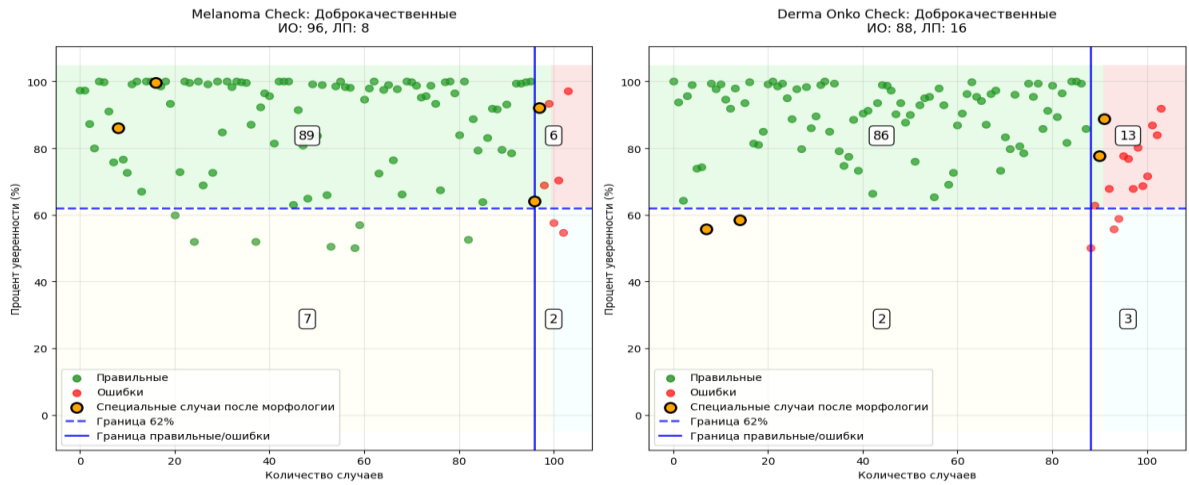 Melanoma Check: Доброкачественные
ИО: 96, ЛП: 8
Процент уверенности (%)
100
80
60
40
20
0
89
6
7
2
Правильные
Ошибки
Специальные случаи после морфологии
Граница 62%
Граница правильные/ошибки
0
20
40
60
80
100
Количество случаев
Derma Onko Check: Доброкачественные
ИО: 88, ЛП: 16
Процент уверенности (%)
100
80
60
40
20
0
86
13
2
3
Правильные
Ошибки
Специальные случаи после морфологии
Граница 62%
Граница правильные/ошибки
0
20
40
60
80
100
Количество случаев